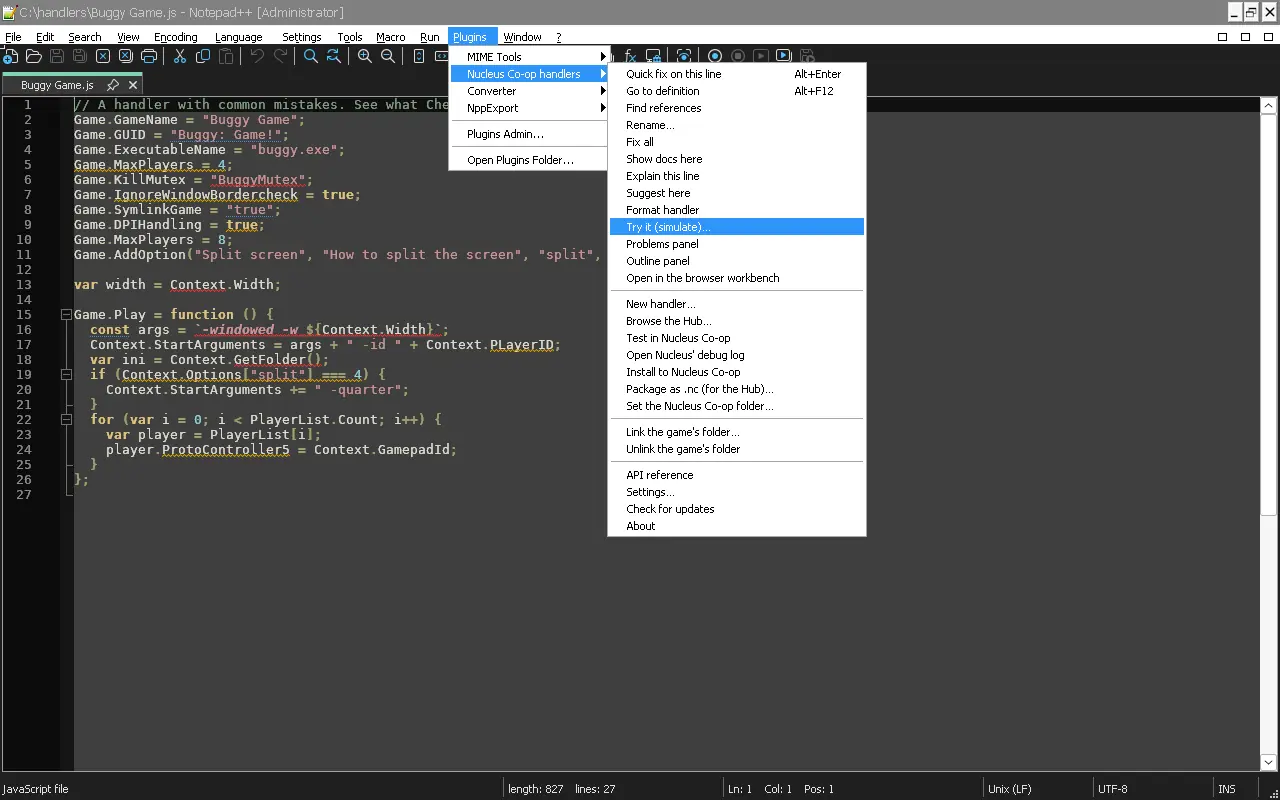 C:\handlers\Buggy Game.js - Notepad++ [Administrator]
File Edit Search View Encoding Language Settings Tools Macro Run Plugins Window ?
Buggy Game.js
MIME Tools
Nucleus Co-op handlers
Converter
NppExport
Plugins Admin...
Open Plugins Folder...
Quick fix on this line Alt+Enter
Go to definition Alt+F12
Find references
Rename...
Fix all
Show docs here
Explain this line
Suggest here
Format handler
Try it (simulate)...
Problems panel
Outline panel
Open in the browser workbench
New handler...
Browse the Hub...
Test in Nucleus Co-op
Open Nucleus' debug log
Install to Nucleus Co-op
Package as .nc (for the Hub)...
Set the Nucleus Co-op folder...
Link the game's folder...
Unlink the game's folder
API reference
Settings...
Check for updates
About
1 // A handler with common mistakes. See what Che
2 Game.GameName = "Buggy Game";
3 Game.GUID = "Buggy: Game!";
4 Game.ExecutableName = "buggy.exe";
5 Game.MaxPlayers = 4;
6 Game.KillMutex = "BuggyMutex";
7 Game.IgnoreWindowBordercheck = true;
8 Game.SymlinkGame = "true";
9 Game.DPIHandling = true;
10 Game.MaxPlayers = 8;
11 Game.AddOption("Split screen", "How to split the screen", "split",
12
13 var width = Context.Width;
14
15 Game.Play = function () {
16 const args = `-windowed -w ${Context.Width}`;
17 Context.StartArguments = args + " -id " + Context.PLayerID;
18 var ini = Context.GetFolder();
19 if (Context.Options["split"] === 4) {
20 Context.StartArguments += " -quarter";
21 }
22 for (var i = 0; i < PlayerList.Count; i++) {
23 var player = PlayerList[i];
24 player.ProtoController5 = Context.GamepadId;
25 }
26 };
27
JavaScript file length: 827 lines: 27 Ln: 1 Col: 1 Pos: 1 Unix (LF) UTF-8 INS